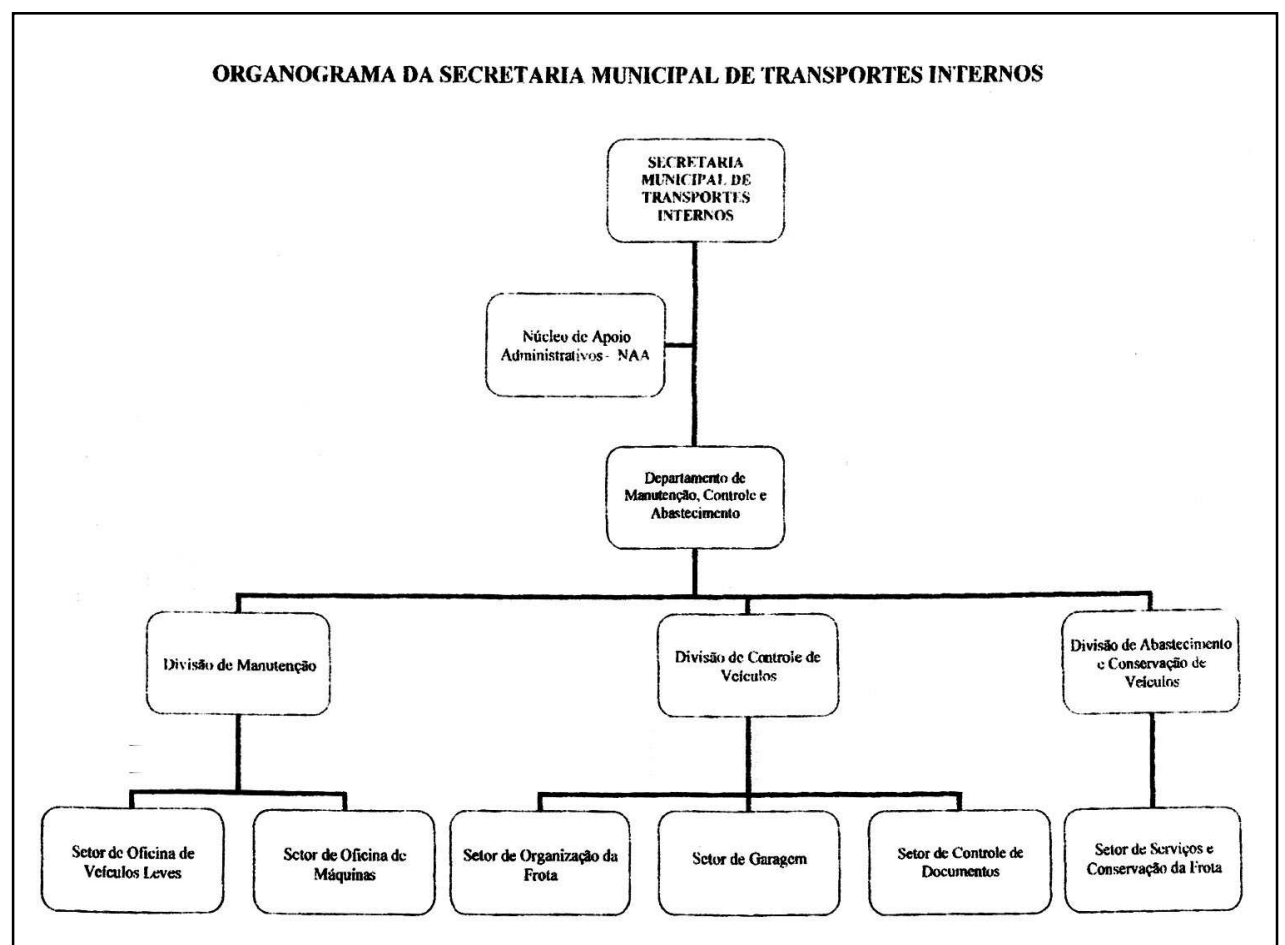 ORGANOGRAMA DA SECRETARIA MUNICIPAL DE TRANSPORTES INTERNOS
SECRETARIA
MUNICIPAL DE
TRANSPORTES
INTERNOS
Núcleo de Apoio
Administrativos - NAA
Departamento de
Manutenção, Controle e
Abastecimento
Divisão de Manutenção
Divisão de Controle de
Veículos
Divisão de Abastecimento
e Conservação de
Veículos
Setor de Oficina de
Veículos Leves
Setor de Oficina de
Máquinas
Setor de Organização da
Frota
Setor de Garagem
Setor de Controle de
Documentos
Setor de Serviços e
Conservação da Frota